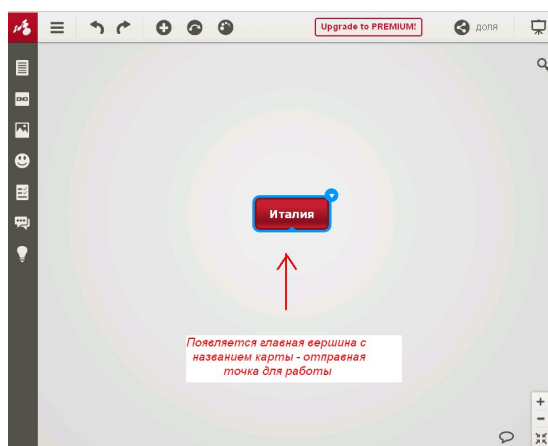 Upgrade to PREMIUM!
доля
Италия
Появляется главная вершина с
названием карты - отправная
точка для работы